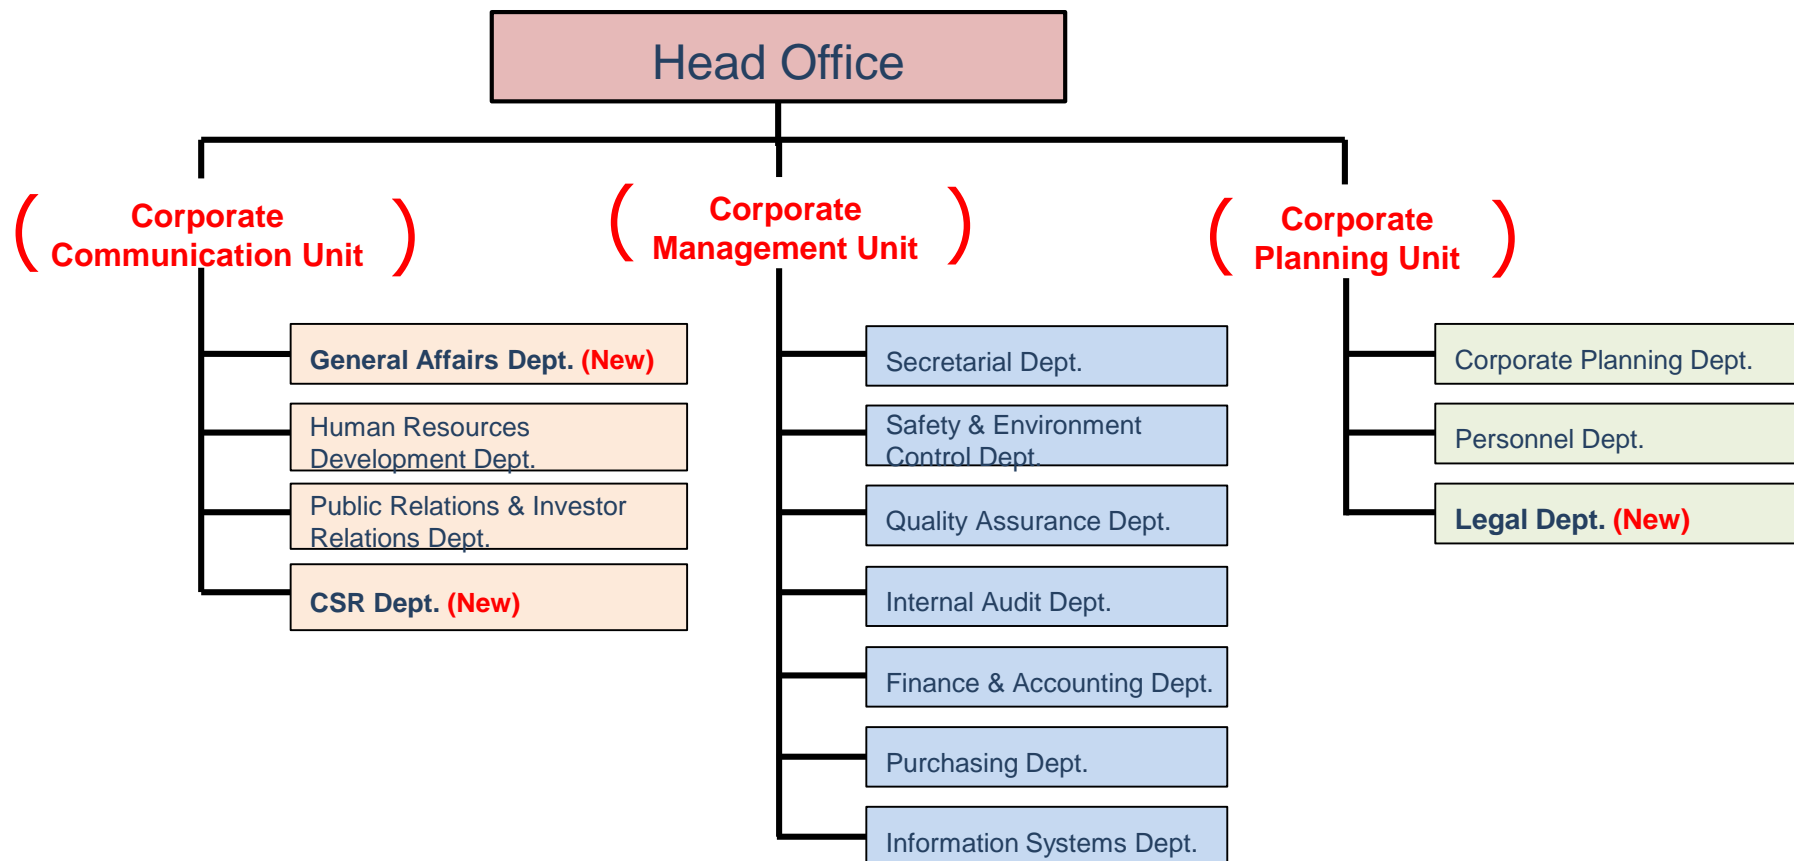 Head Office
( Corporate
Communication Unit )
General Affairs Dept. (New)
Human Resources
Development Dept.
Public Relations & Investor
Relations Dept.
CSR Dept. (New)
( Corporate
Management Unit )
Secretarial Dept.
Safety & Environment
Control Dept.
Quality Assurance Dept.
Internal Audit Dept.
Finance & Accounting Dept.
Purchasing Dept.
Information Systems Dept.
( Corporate
Planning Unit )
Corporate Planning Dept.
Personnel Dept.
Legal Dept. (New)